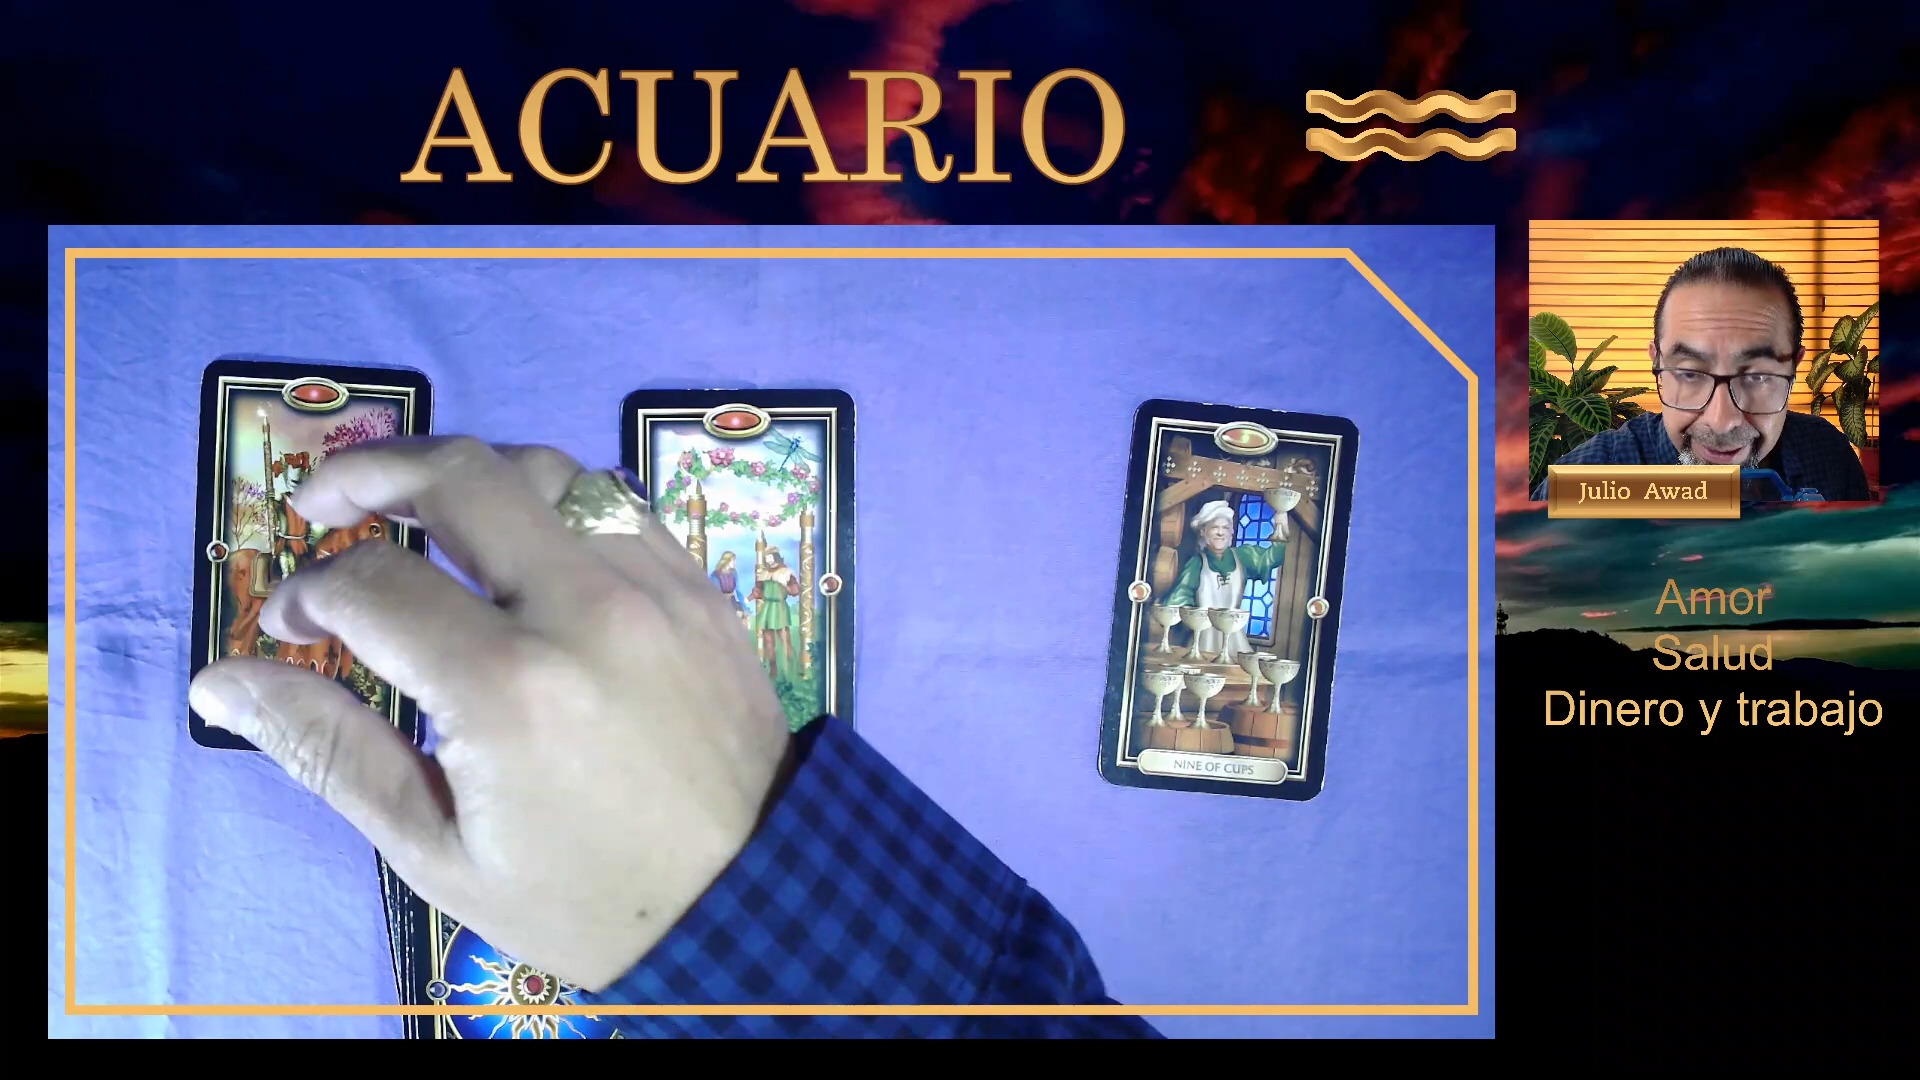 ACUARIO
Julio Awad
Amor
Salud
Dinero y trabajo
NINE OF CUPS